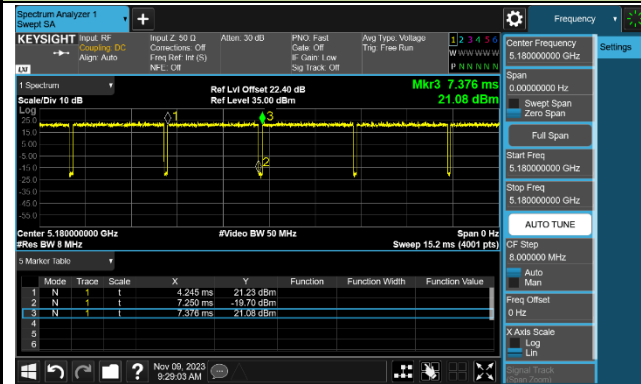 Spectrum Analyzer 1
Swept SA
Frequency
KEYSIGHT
Input: RF
Coupling: DC
Align: Auto
Input Z: 50 Ω
Corrections: Off
Freq Ref: Int (S)
NFE: Off
Atten: 30 dB
PNO: Fast
Gate: Off
IF Gain: Low
Sig Track: Off
Avg Type: Voltage
Trig: Free Run
1 2 3 4 5 6
W W W W W W
P N N N N N
LXI
1 Spectrum
Scale/Div 10 dB
Ref Lvl Offset 22.40 dB
Ref Level 35.00 dBm
Mkr3 7.376 ms
21.08 dBm
Log
25.0
15.0
5.00
-5.00
-15.0
-25.0
-35.0
-45.0
-55.0
1
3
2
Center 5.180000000 GHz
#Video BW 50 MHz
Span 0 Hz
#Res BW 8 MHz
Sweep 15.2 ms (4001 pts)
5 Marker Table
Mode Trace Scale X Y Function Function Width Function Value
1 N 1 t 4.245 ms 21.23 dBm
2 N 1 t 7.250 ms -19.70 dBm
3 N 1 t 7.376 ms 21.08 dBm
4
5
6
Nov 09, 2023
9:29:03 AM
Center Frequency
5.180000000 GHz
Settings
Span
0.00000000 Hz
Swept Span
Zero Span
Full Span
Start Freq
5.180000000 GHz
Stop Freq
5.180000000 GHz
AUTO TUNE
CF Step
8.000000 MHz
Auto
Man
Freq Offset
0 Hz
X Axis Scale
Log
Lin
Signal Track
(Span Zoom)